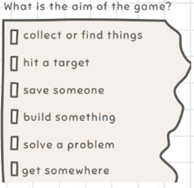 What is the aim of the game?
collect or find things
hit a target
save someone
build something
solve a problem
get somewhere